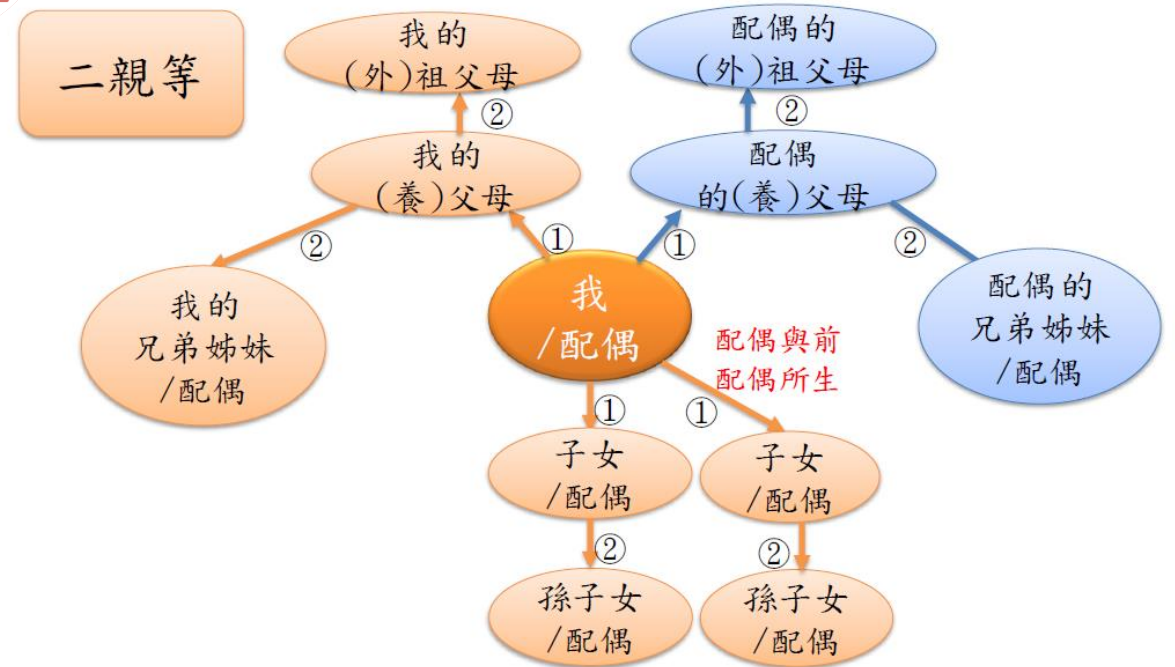 二親等
我的
(外)祖父母
配偶的
(外)祖父母
②
②
我的
(養)父母
配偶
的(養)父母
②
①
①
②
我的
兄弟姊妹
/配偶
我
/配偶
配偶的
兄弟姊妹
/配偶
配偶與前
配偶所生
①
①
子女
/配偶
子女
/配偶
②
②
孫子女
/配偶
孫子女
/配偶